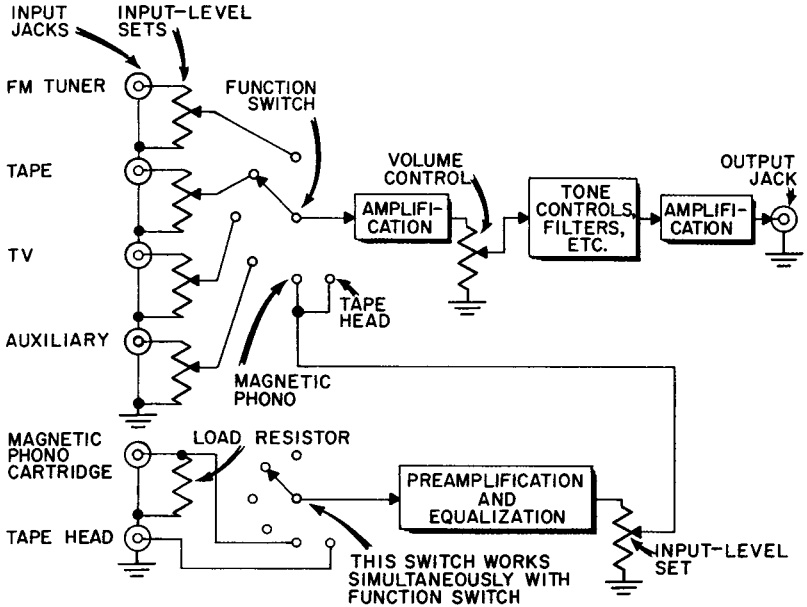 INPUT
JACKS
INPUT-LEVEL
SETS
FM TUNER
FUNCTION
SWITCH
TAPE
VOLUME
CONTROL
OUTPUT
JACK
AMPLIFI-
CATION
TONE
CONTROLS,
FILTERS,
ETC.
AMPLIFI-
CATION
TV
TAPE
HEAD
AUXILIARY
MAGNETIC
PHONO
MAGNETIC
PHONO
CARTRIDGE
LOAD RESISTOR
PREAMPLIFICATION
AND
EQUALIZATION
TAPE HEAD
THIS SWITCH WORKS
SIMULTANEOUSLY WITH
FUNCTION SWITCH
INPUT-LEVEL
SET